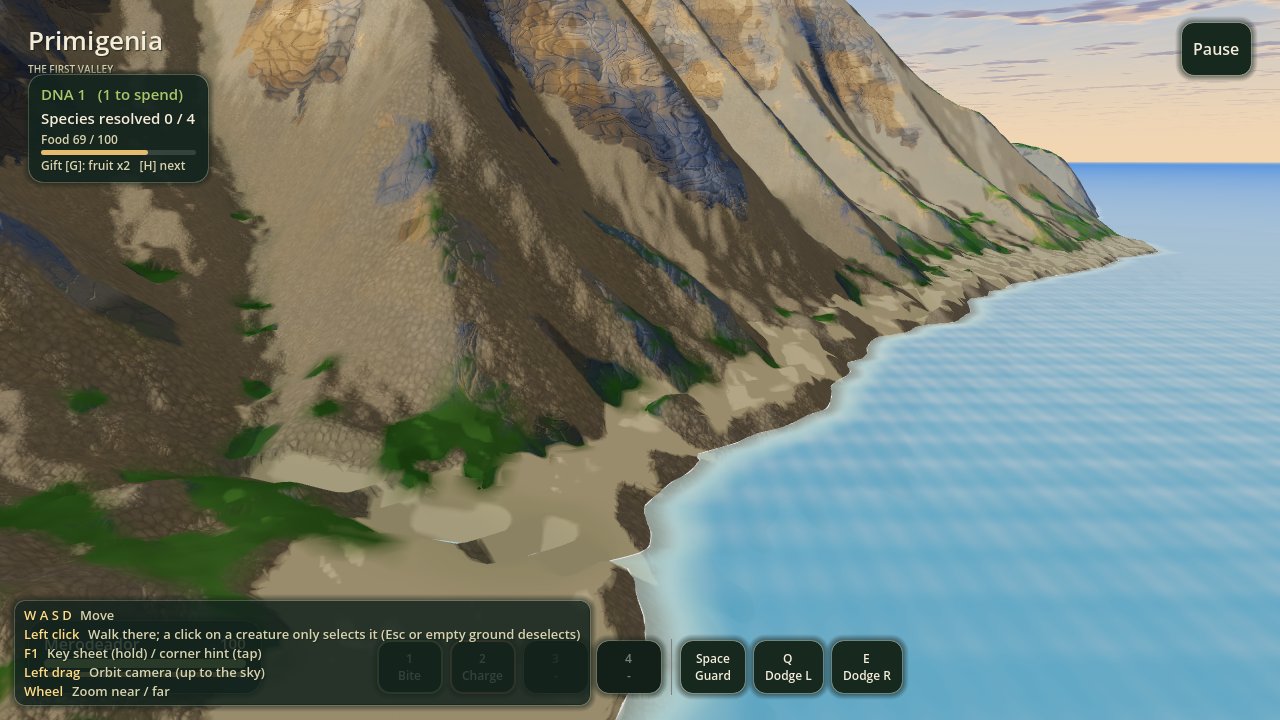 Primigenia
THE FIRST VALLEY
DNA 1 (1 to spend)
Species resolved 0 / 4
Food 69 / 100
Gift [G]: fruit x2 [H] next
Pause
W A S D Move
Left click Walk there; a click on a creature only selects it (Esc or empty ground deselects)
F1 Key sheet (hold) / corner hint (tap)
Left drag Orbit camera (up to the sky)
Wheel Zoom near / far
1
Bite
2
Charge
3
-
4
-
Space
Guard
Q
Dodge L
E
Dodge R